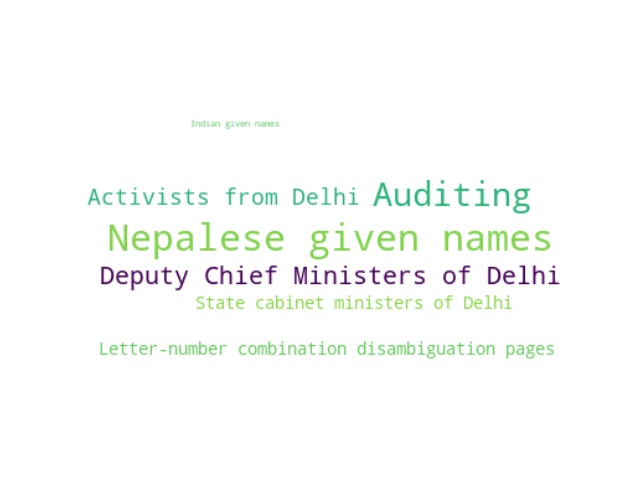 Indian given names
Activists from Delhi Auditing
Nepalese given names
Deputy Chief Ministers of Delhi
State cabinet ministers of Delhi
Letter-number combination disambiguation pages